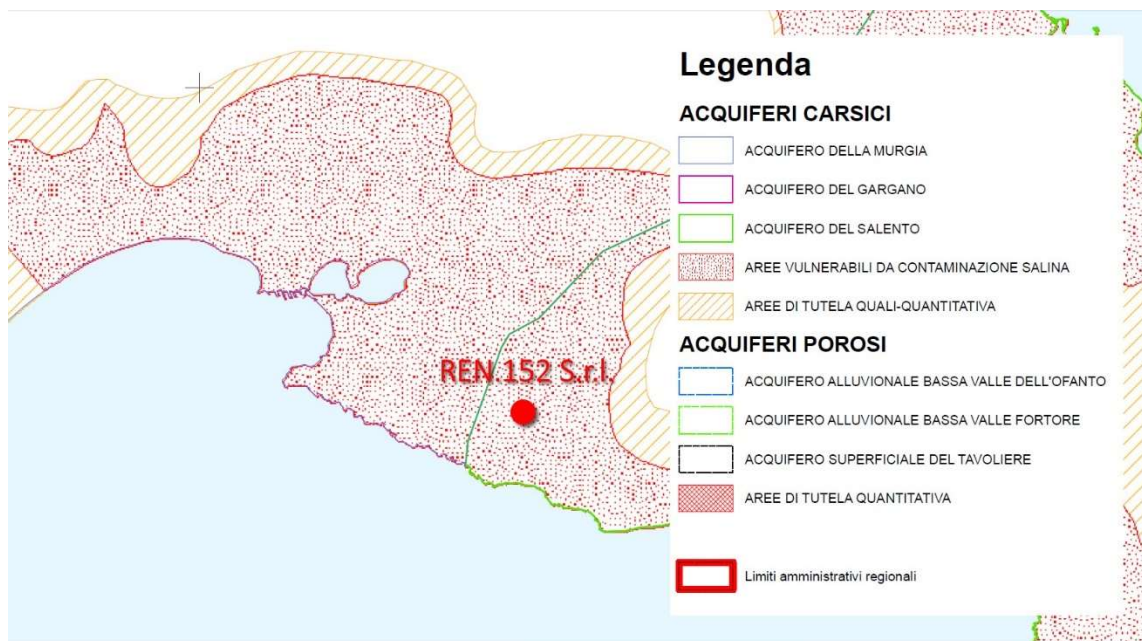 Legenda
ACQUIFERI CARSICI
ACQUIFERO DELLA MURGIA
ACQUIFERO DEL GARGANO
ACQUIFERO DEL SALENTO
AREE VULNERABILI DA CONTAMINAZIONE SALINA
AREE DI TUTELA QUALI-QUANTITATIVA
ACQUIFERI POROSI
ACQUIFERO ALLUVIONALE BASSA VALLE DELL'OFANTO
ACQUIFERO ALLUVIONALE BASSA VALLE FORTORE
ACQUIFERO SUPERFICIALE DEL TAVOLIERE
AREE DI TUTELA QUANTITATIVA
Limiti amministrativi regionali
REN.152 S.r.l.